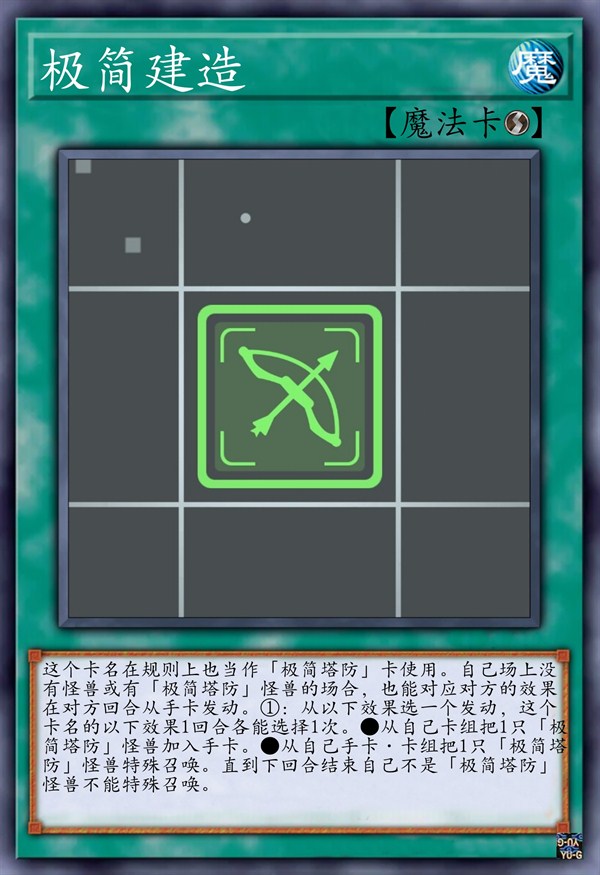 极简建造
魔
【魔法卡】
这个卡名在规则上也当作「极简塔防」卡使用。自己场上没
有怪兽或有「极简塔防」怪兽的场合，也能对应对方的效果
在对方回合从手卡发动。①：从以下效果选一个发动，这个
卡名的以下效果1回合各能选择1次。●从自己卡组把1只「极
简塔防」怪兽加入手卡。●从自己手卡・卡组把1只「极简塔
防」怪兽特殊召唤。直到下回合结束自己不是「极简塔防」
怪兽不能特殊召唤。
YU-G
YU-G